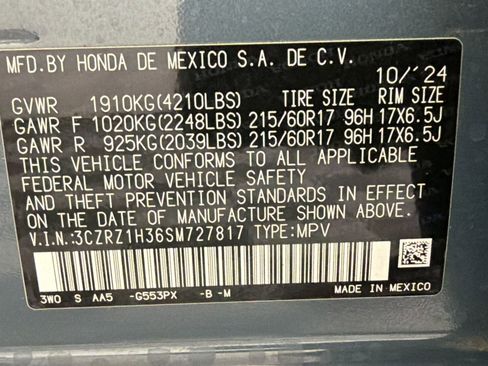 MFD.BY HONDA DE MEXICO S.A. DE C.V.
10/'24
GVWR 1910KG(4210LBS) TIRE SIZE RIM SIZE
GAWR F 1020KG(2248LBS) 215/60R17 96H 17X6.5J
GAWR R 925KG(2039LBS) 215/60R17 96H 17X6.5J
THIS VEHICLE CONFORMS TO ALL APPLICABLE
FEDERAL MOTOR VEHICLE SAFETY
AND THEFT PREVENTION STANDARDS IN EFFECT
ON THE DATE OF MANUFACTURE SHOWN ABOVE.
V.I.N:3CZRZ1H36SM727817 TYPE:MPV
3W0 S AA5 -G553PX -B-M MADE IN MEXICO